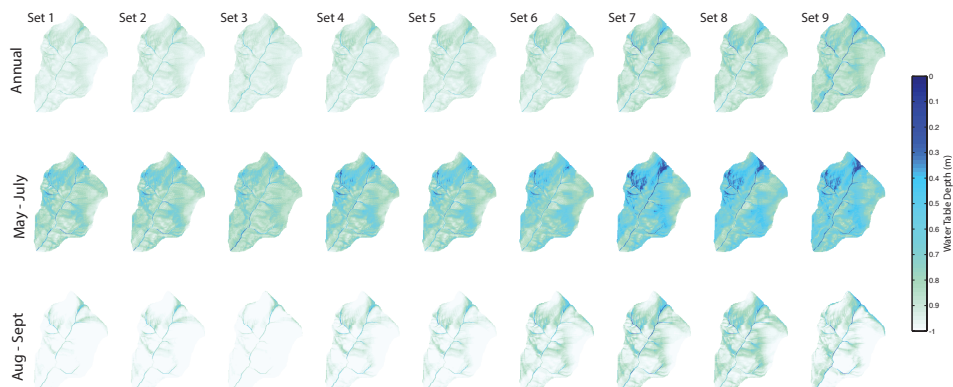 Set 1 Set 2 Set 3 Set 4 Set 5 Set 6 Set 7 Set 8 Set 9
Annual
May - July
Aug - Sept
0
0.1
0.2
0.3
0.4
0.5
0.6
0.7
0.8
0.9
-1
Water Table Depth (m)